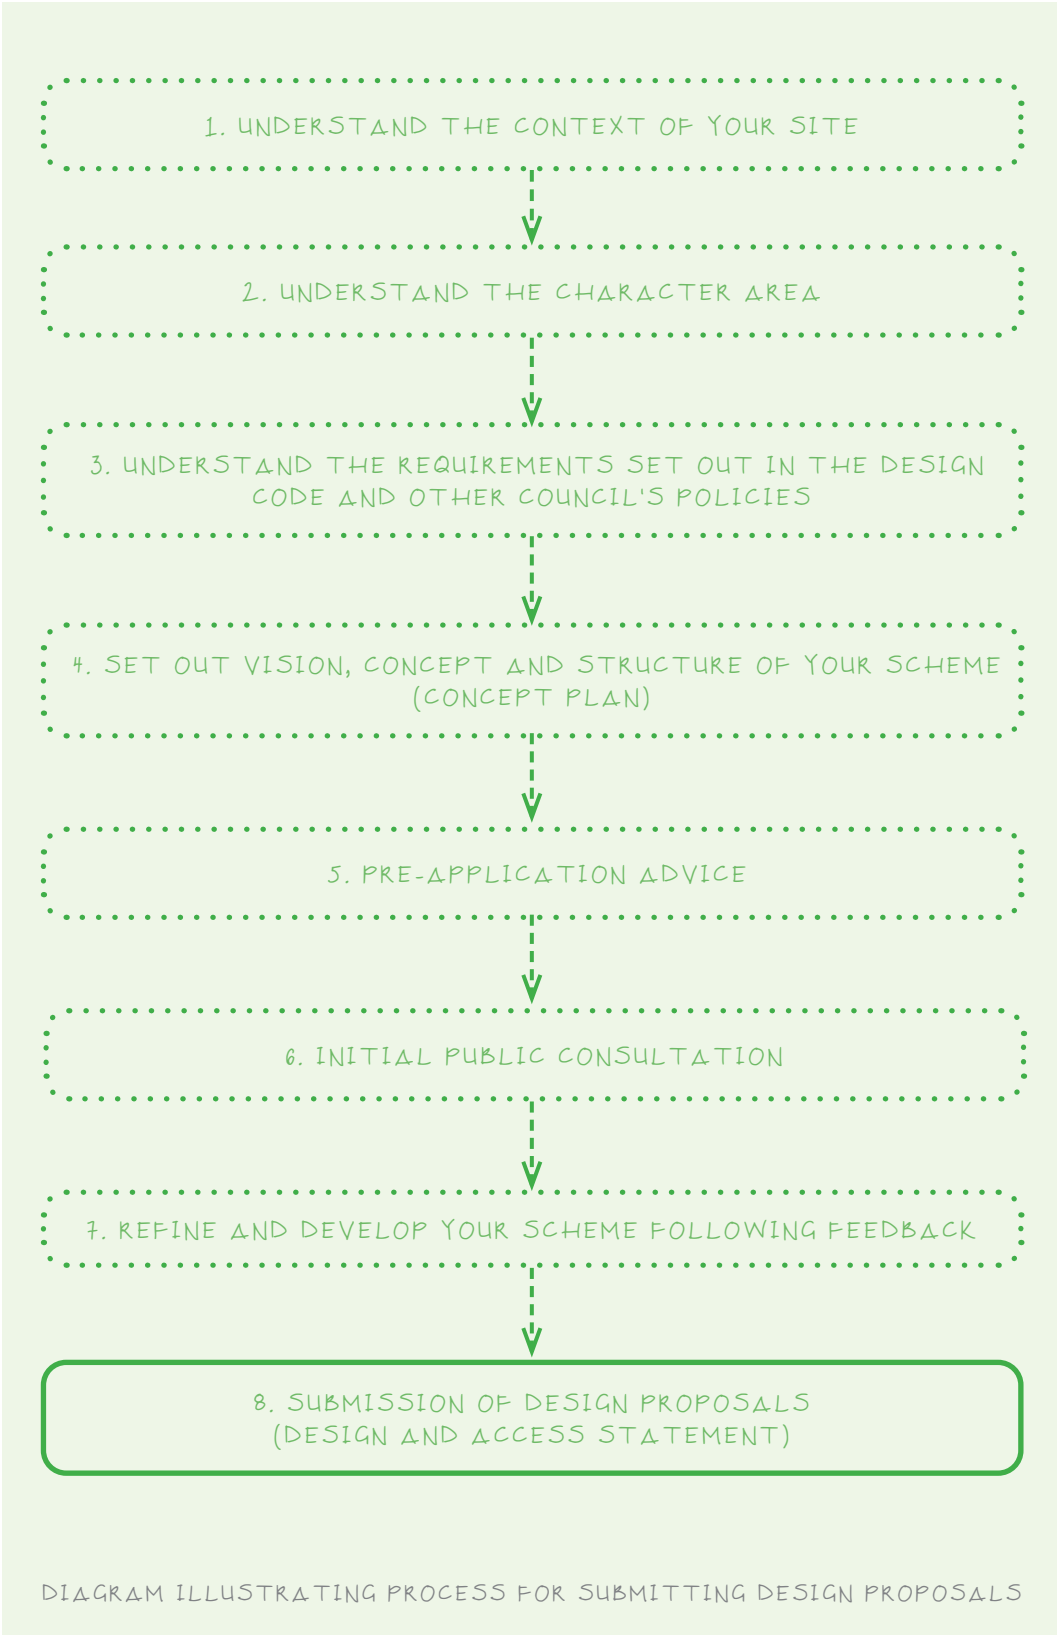 1. UNDERSTAND THE CONTEXT OF YOUR SITE
2. UNDERSTAND THE CHARACTER AREA
3. UNDERSTAND THE REQUIREMENTS SET OUT IN THE DESIGN
CODE AND OTHER COUNCIL'S POLICIES
4. SET OUT VISION, CONCEPT AND STRUCTURE OF YOUR SCHEME
(CONCEPT PLAN)
5. PRE-APPLICATION ADVICE
6. INITIAL PUBLIC CONSULTATION
7. REFINE AND DEVELOP YOUR SCHEME FOLLOWING FEEDBACK
8. SUBMISSION OF DESIGN PROPOSALS
(DESIGN AND ACCESS STATEMENT)
DIAGRAM ILLUSTRATING PROCESS FOR SUBMITTING DESIGN PROPOSALS